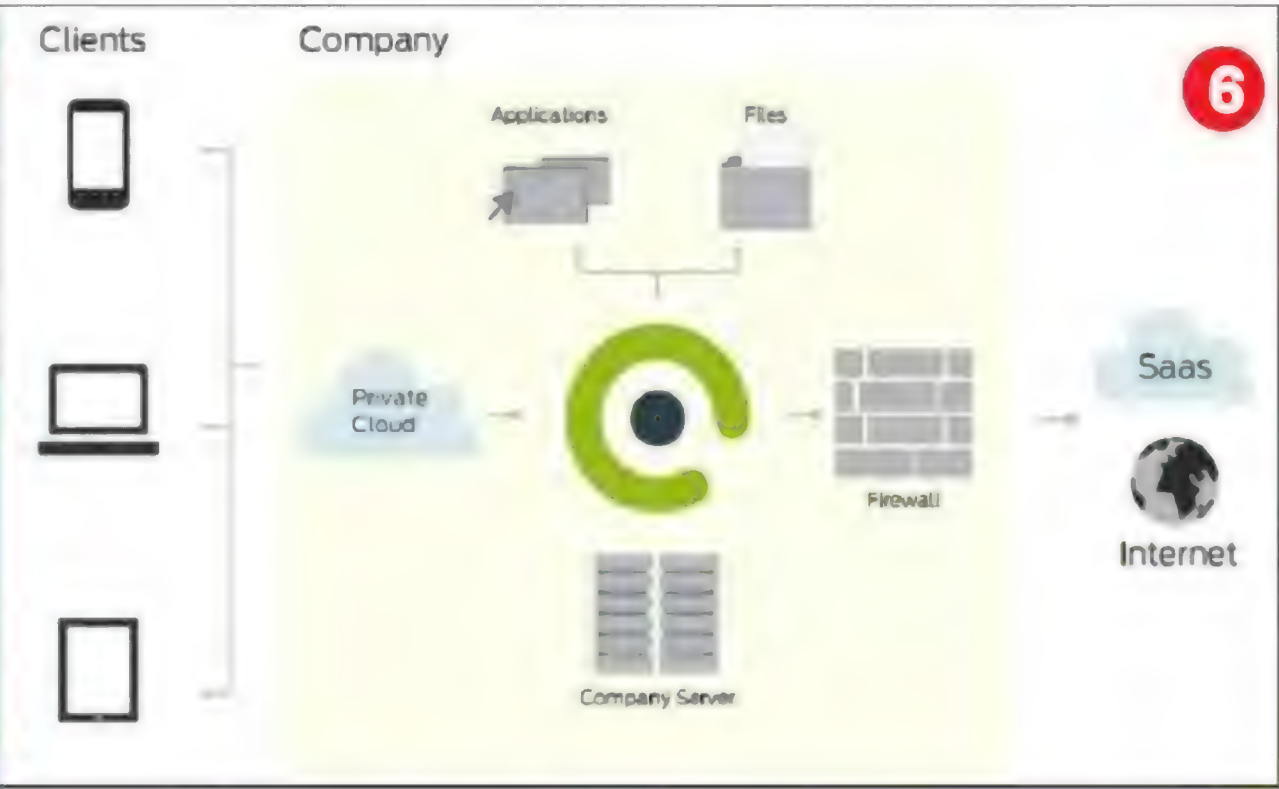 Clients
Company
6
Applications
Files
Private
Cloud
Saas
Firewall
Internet
Company Server